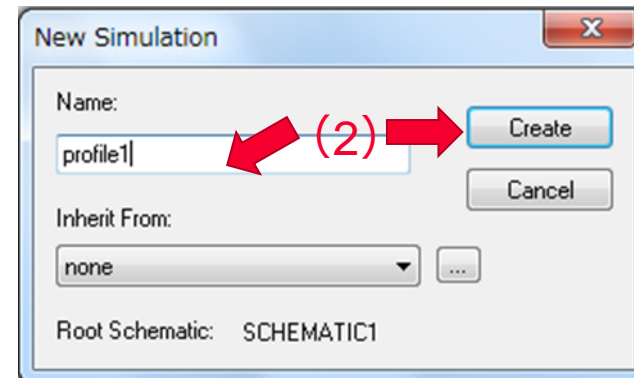 New Simulation
Name:
profile1
(2)
Create
Cancel
Inherit From:
none
...
Root Schematic: SCHEMATIC1